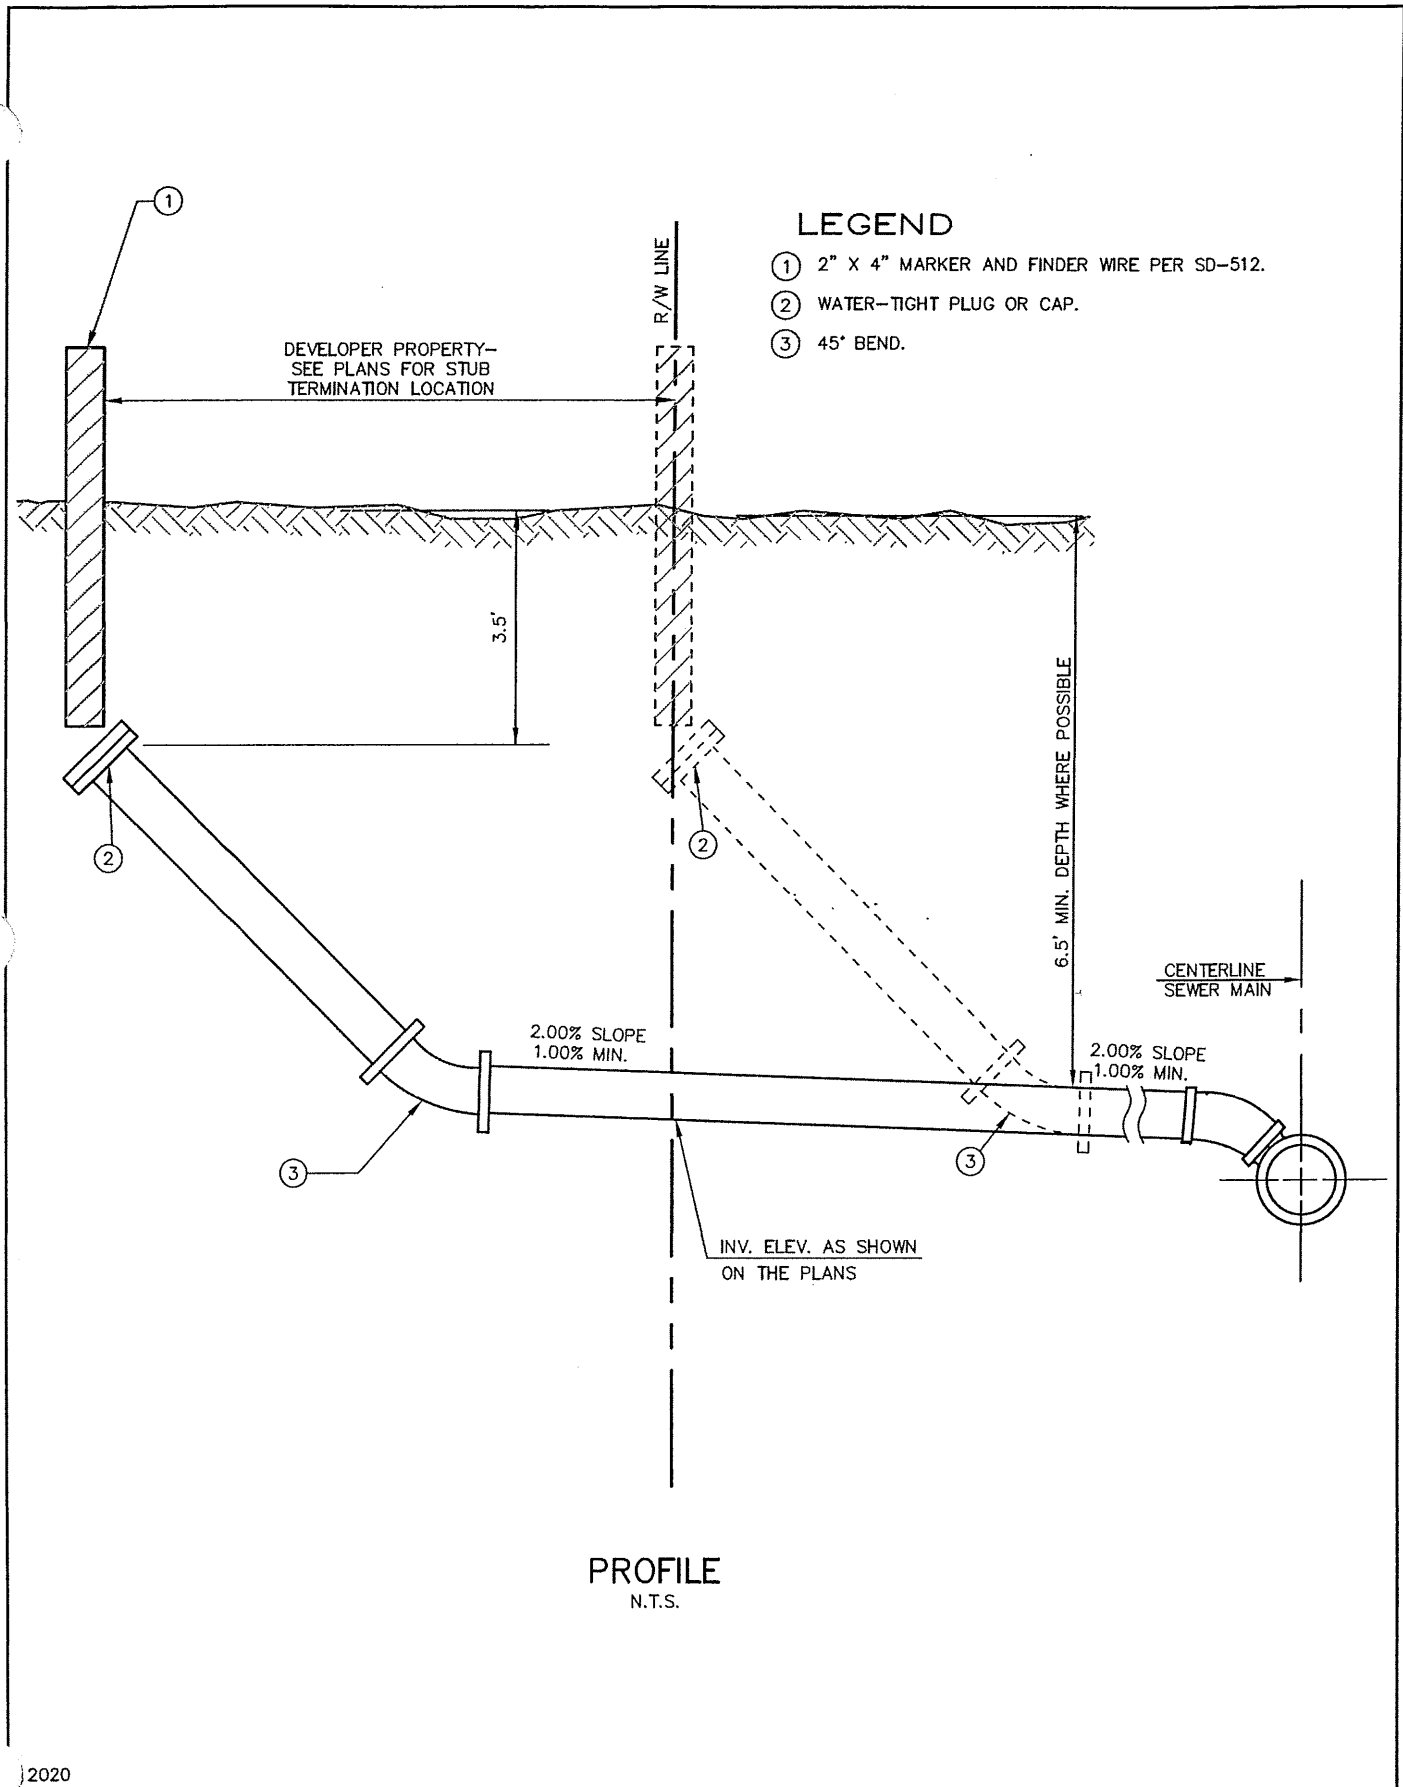 1
LEGEND
1 2" X 4" MARKER AND FINDER WIRE PER SD-512.
2 WATER-TIGHT PLUG OR CAP.
3 45° BEND.
R/W LINE
DEVELOPER PROPERTY-
SEE PLANS FOR STUB
TERMINATION LOCATION
3.5'
6.5' MIN. DEPTH WHERE POSSIBLE
2
2
CENTERLINE
SEWER MAIN
2.00% SLOPE
1.00% MIN.
2.00% SLOPE
1.00% MIN.
3
3
INV. ELEV. AS SHOWN
ON THE PLANS
PROFILE
N.T.S.
2020